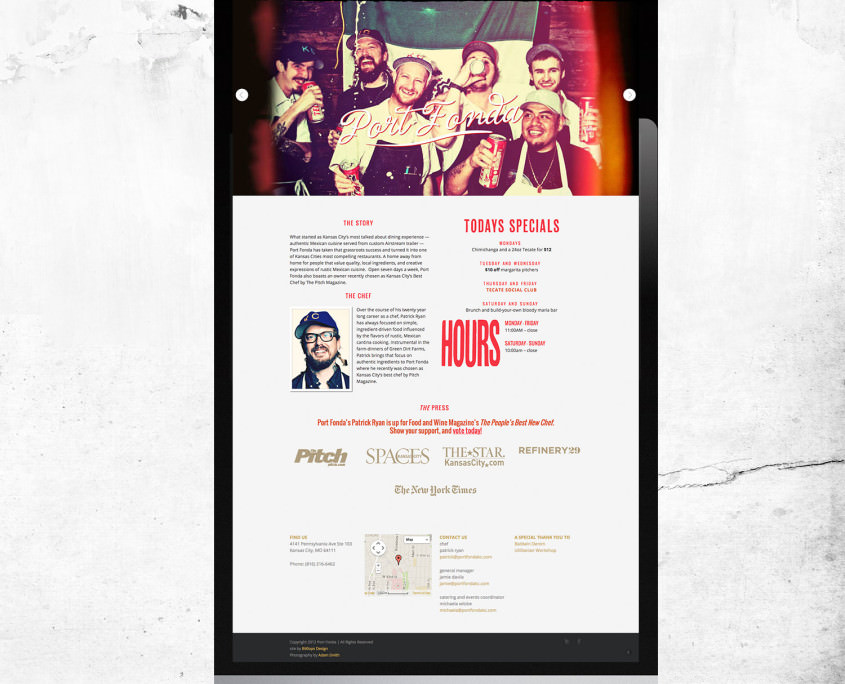 Port Fonda
THE STORY
What started as Kansas City's most talked about dining experience —
authentic Mexican cuisine served from custom Airstream trailer —
Port Fonda has taken that grassroots success and turned it into one
of Kansas Cities most compelling restaurants. A home away from
home for people that value quality, local ingredients, and creative
expressions of rustic Mexican cuisine. Open seven days a week, Port
Fonda also boasts an owner recently chosen as Kansas City's Best
Chef by The Pitch Magazine.
THE CHEF
Over the course of his twenty year
long career as a chef, Patrick Ryan
has always focused on simple,
ingredient-driven food influenced
by the flavors of rustic, Mexican
cantina cooking. Instrumental in the
farm-dinners of Green Dirt Farms,
Patrick brings that focus on
authentic ingredients to Port Fonda
where he recently was chosen as
Kansas City's best chef by Pitch
Magazine.
TODAYS SPECIALS
MONDAYS
Chimichanga and a 24oz Tecate for $12
TUESDAY AND WEDNESDAY
$10 off margarita pitchers
THURSDAY AND FRIDAY
TECATE SOCIAL CLUB
SATURDAY AND SUNDAY
Brunch and build-your-own bloody maria bar
HOURS
MONDAY - FRIDAY
11:00AM – close
SATURDAY - SUNDAY
10:00am – close
THE PRESS
Port Fonda's Patrick Ryan is up for Food and Wine Magazine's The People's Best New Chef.
Show your support, and vote today!
Pitch
pitch.com
SPACES
KANSAS CITY
THE STAR.
KansasCity.com
REFINERY29
The New York Times
FIND US
4141 Pennsylvania Ave Ste 100
Kansas City, MO 64111
Phone: (816) 216-6462
Map
CONTACT US
chef
patrick ryan
patrick@portfondakc.com
general manager
jamie davila
jamie@portfondakc.com
catering and events coordinator
michaela
michaela@portfondakc.com
A SPECIAL THANK YOU TO
Baldwin Denim
Utilitarian Workshop
Copyright 2012 Port Fonda | All Rights Reserved
site by Design
Photography by Adam Smith